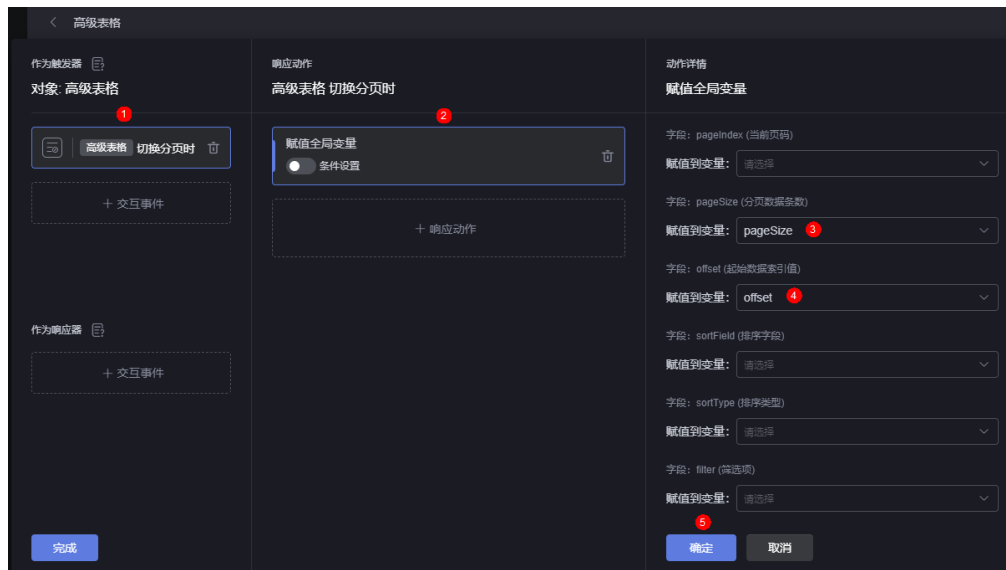 高级表格
作为触发器
对象: 高级表格
1
高级表格 切换分页时
+ 交互事件
作为响应器
+ 交互事件
完成
响应动作
高级表格 切换分页时
2
赋值全局变量
条件设置
+ 响应动作
动作详情
赋值全局变量
字段：pageIndex (当前页码)
赋值到变量： 请选择
字段：pageSize (分页数据条数)
赋值到变量： pageSize 3
字段：offset (起始数据索引值)
赋值到变量： offset 4
字段：sortField (排序字段)
赋值到变量： 请选择
字段：sortType (排序类型)
赋值到变量： 请选择
字段：filter (筛选项)
赋值到变量： 请选择
5
确定 取消